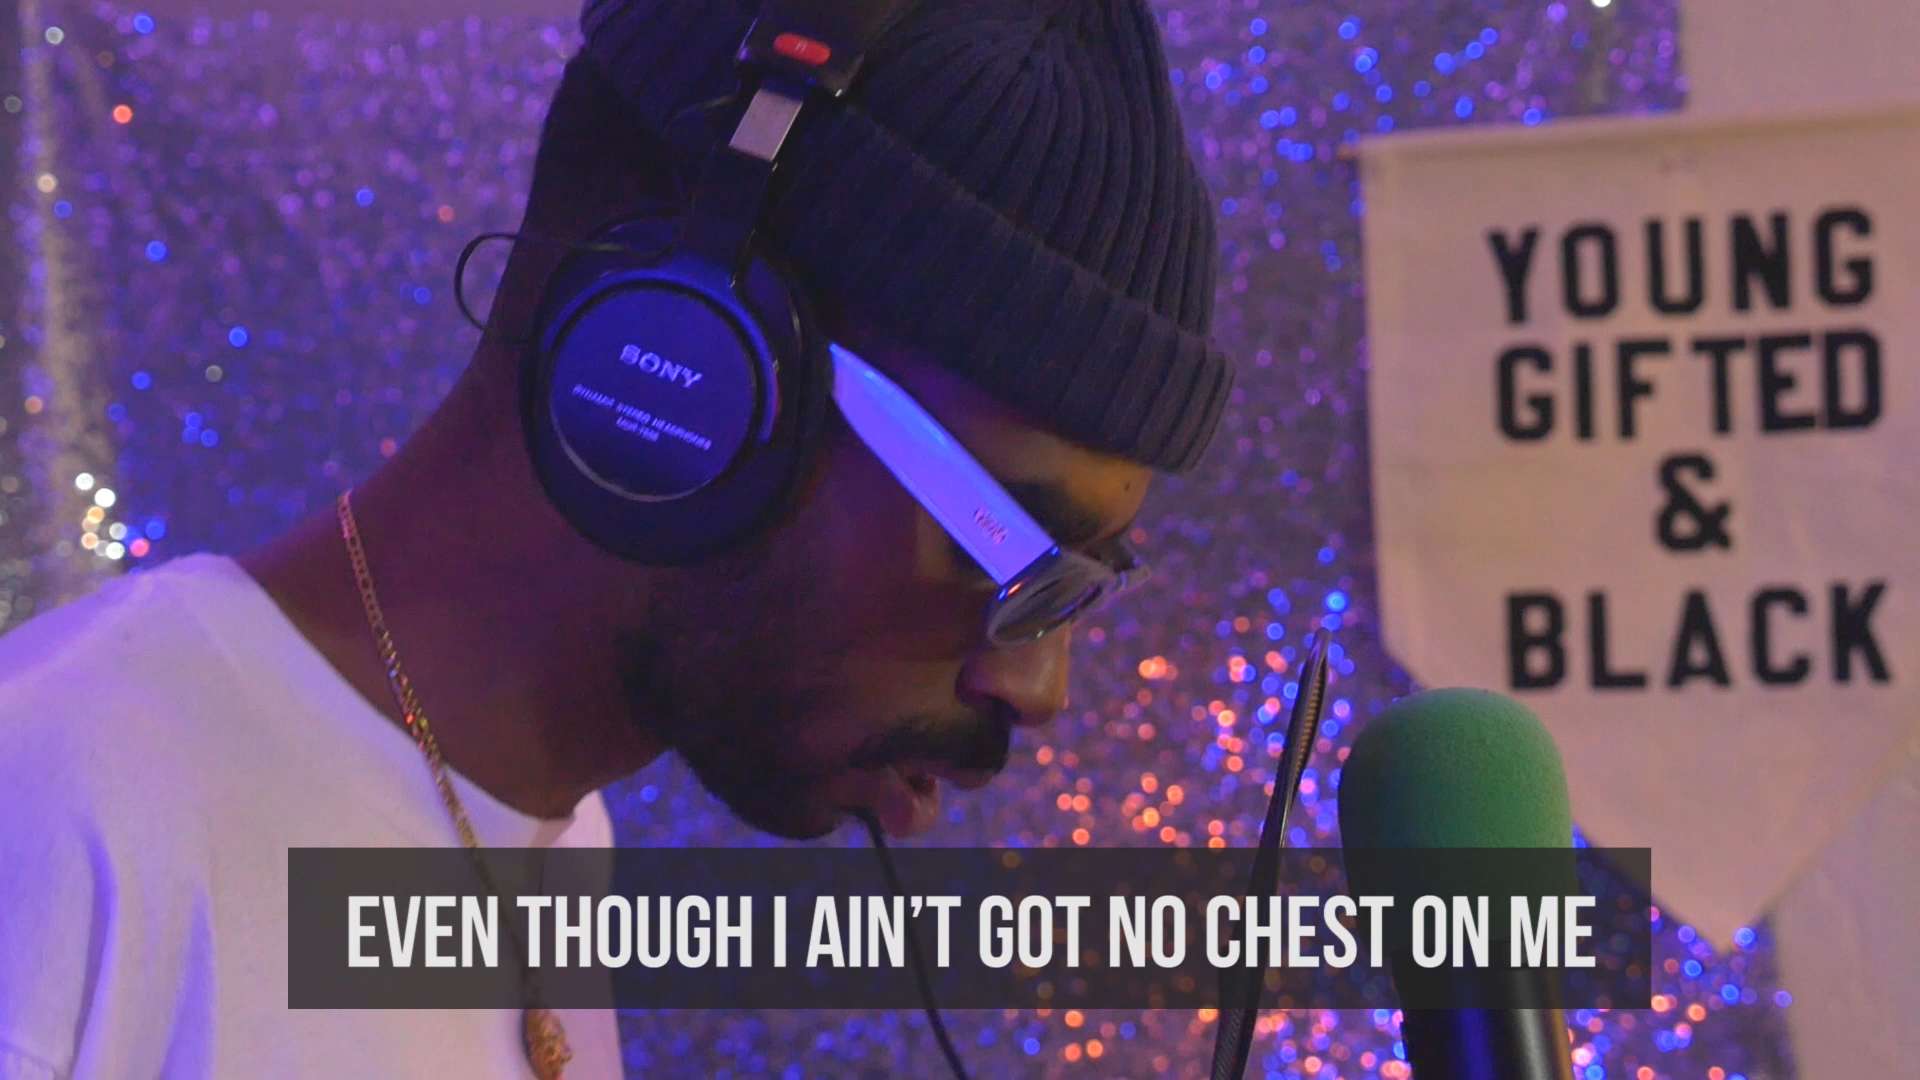 SONY
YOUNG
GIFTED
&
BLACK
EVEN THOUGH I AIN'T GOT NO CHEST ON ME